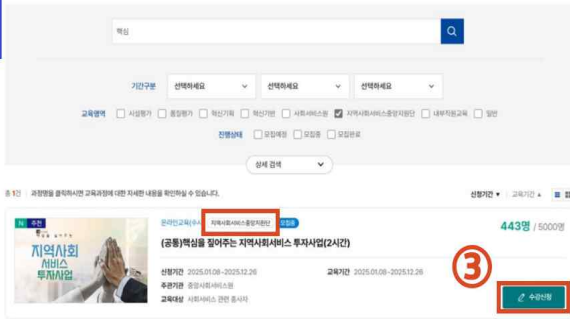 핵심
기간구분 선택하세요 선택하세요 선택하세요
교육영역 시설평가 품질평가 혁신기획 혁신기반 사회서비스원 지역사회서비스중앙지원단 내부직원교육 일반
진행상태 모집예정 모집중 모집완료
상세 검색
총 1건 과정명을 클릭하시면 교육과정에 대한 자세한 내용을 확인하실 수 있습니다. 신청기간 ▼ 교육기간 ▲
N 추천
지역사회
서비스
투자사업
온라인교육(수시) 지역사회서비스중앙지원단 모집중
(공통)핵심을 짚어주는 지역사회서비스 투자사업(2시간)
443명 / 5000명
신청기간 2025.01.08~2025.12.26 교육기간 2025.01.08~2025.12.26
주관기관 중앙사회서비스원
교육대상 사회서비스 관련 종사자
③
수강신청